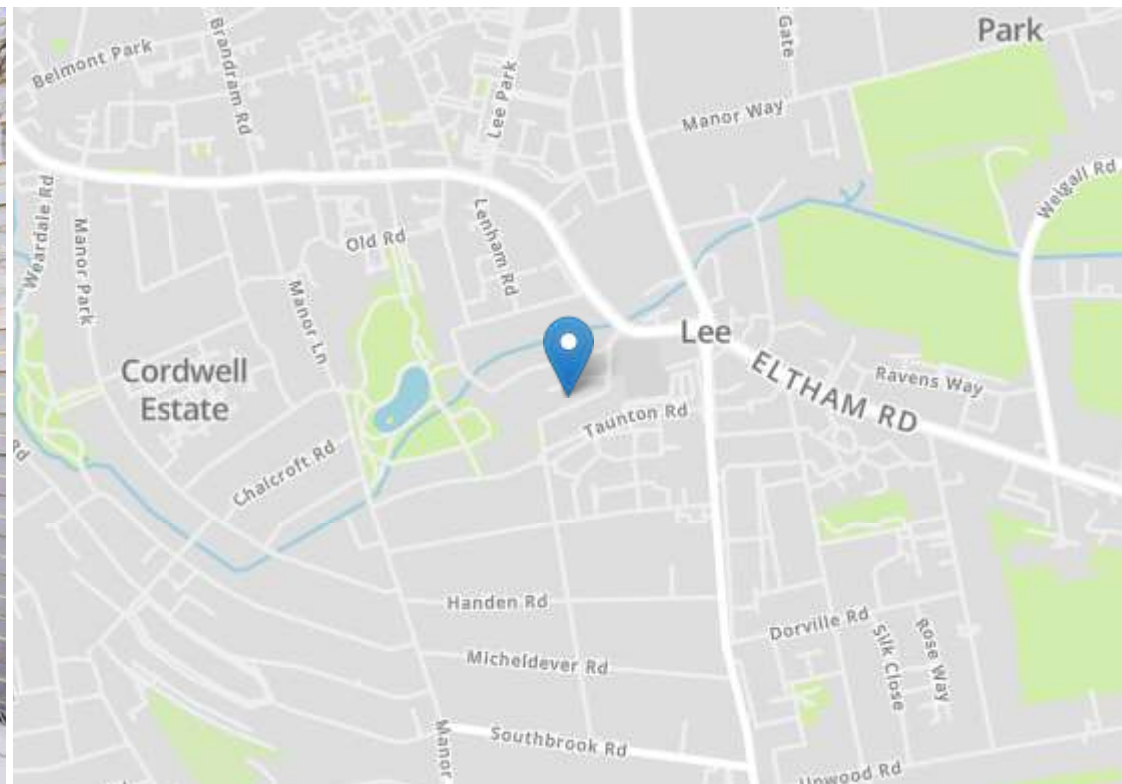 Park
Belmont Park
Brandram Rd
Lee Park
Gate
Manor Way
Weigall Rd
Weardale Rd
Manor Park
Old Rd
Lenham Rd
Manor Ln
Lee
Cordwell
Estate
ELTHAM RD
Ravens Way
Taunton Rd
Rd
Chalcroft Rd
Handen Rd
Dorville Rd
Silk Close
Rose Way
Micheldever Rd
Manor
Southbrook Rd
Upwood Rd